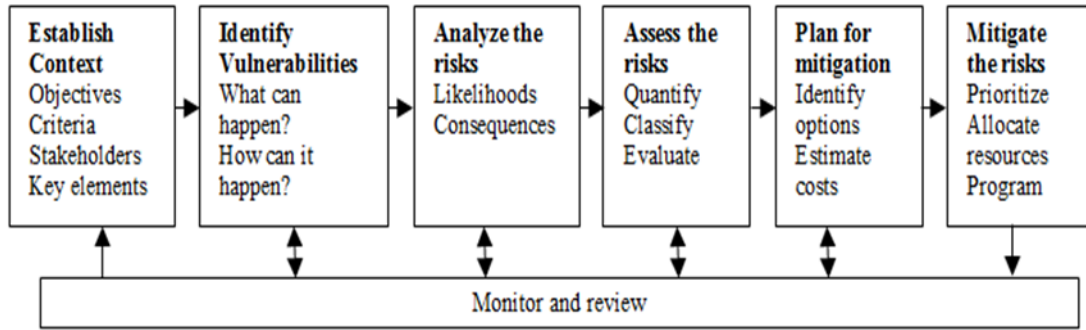 Establish
Context
Objectives
Criteria
Stakeholders
Key elements
Identify
Vulnerabilities
What can
happen?
How can it
happen?
Analyze the
risks
Likelihoods
Consequences
Assess the
risks
Quantify
Classify
Evaluate
Plan for
mitigation
Identify
options
Estimate
costs
Mitigate
the risks
Prioritize
Allocate
resources
Program
Monitor and review